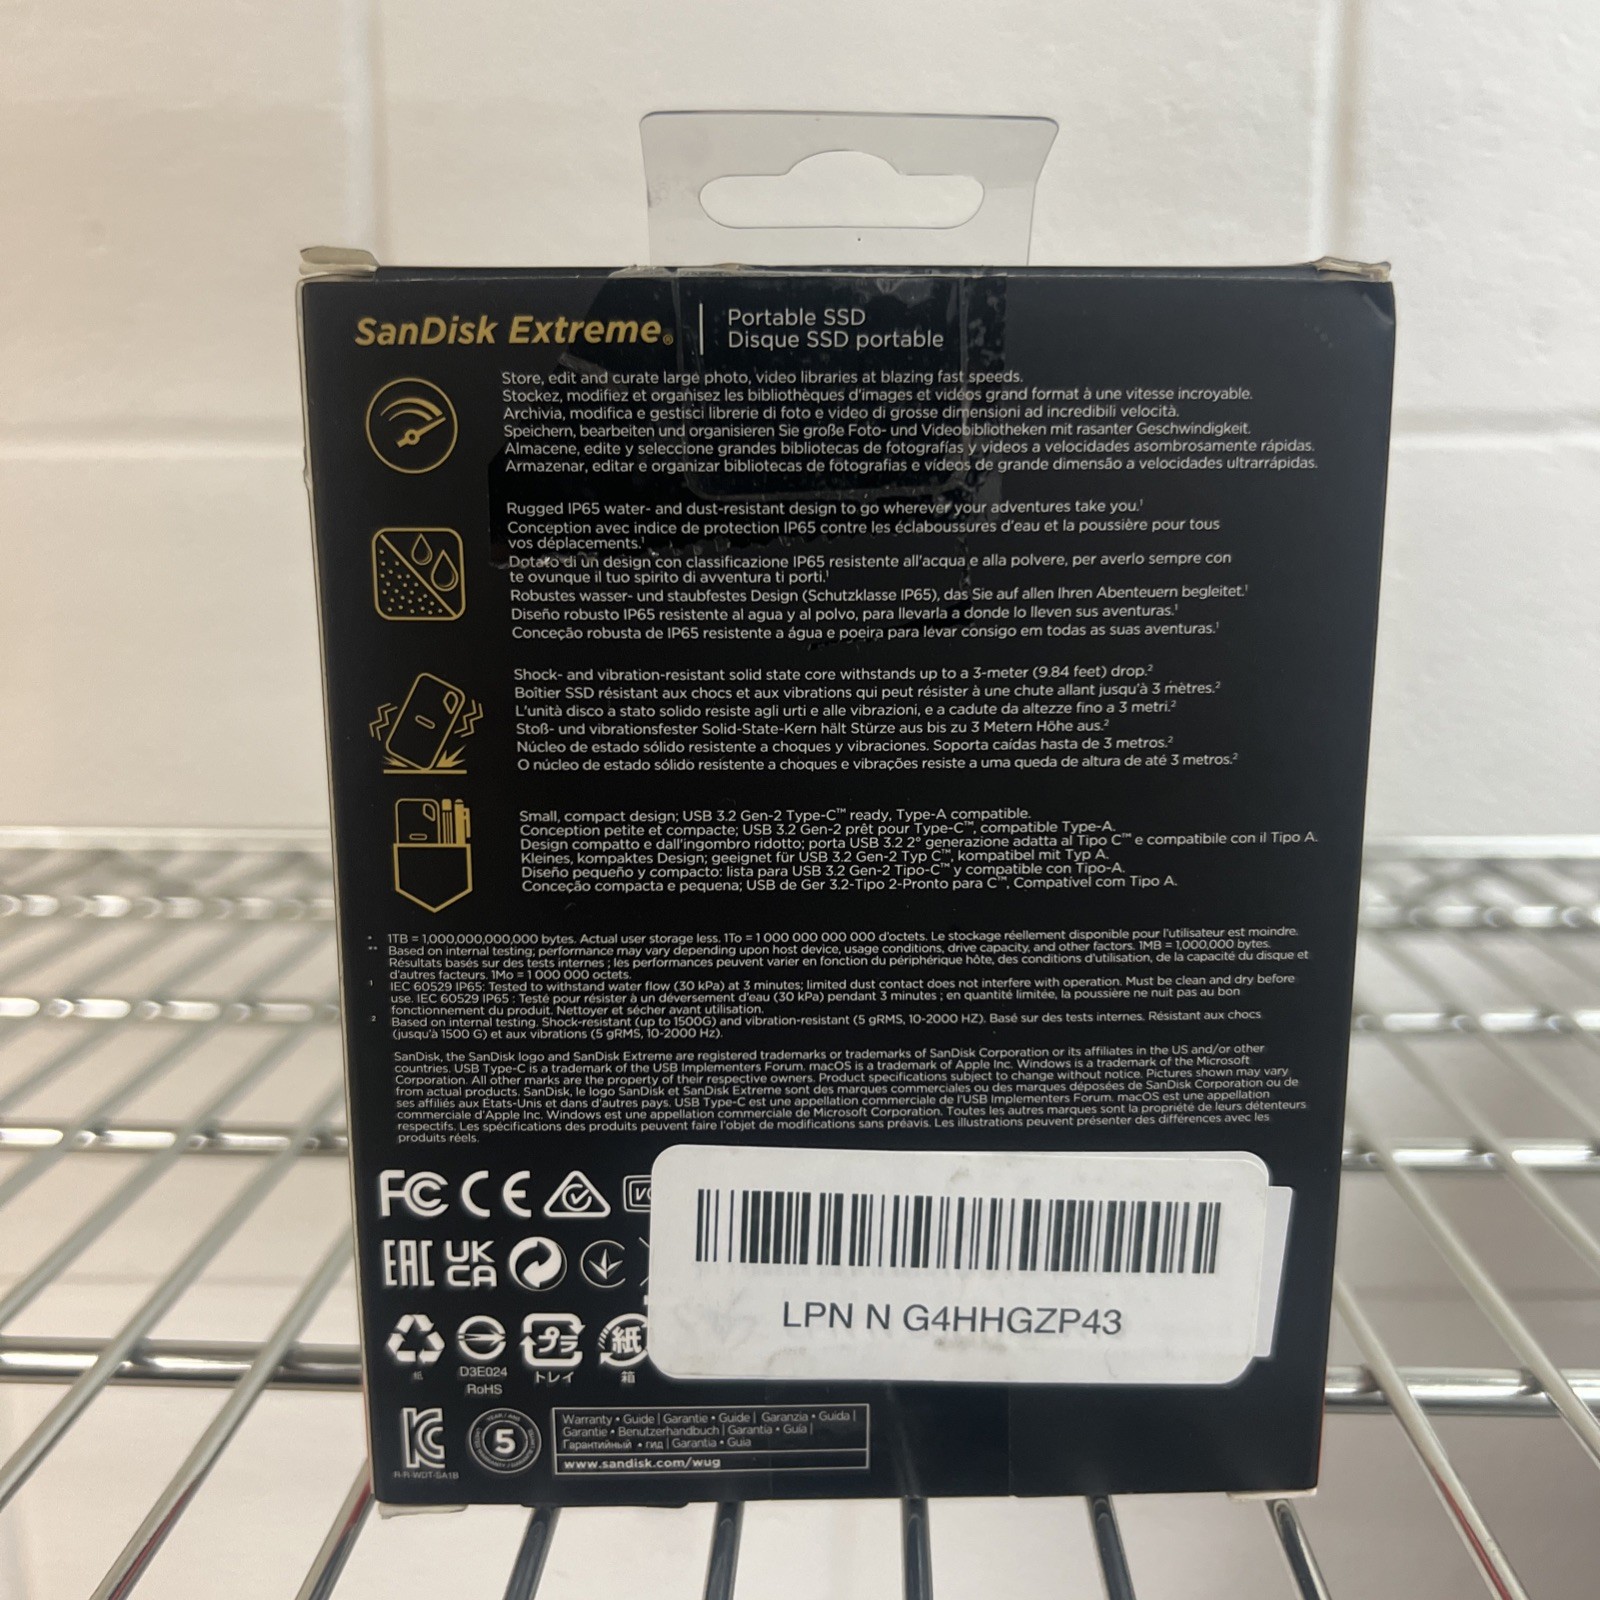 SanDisk Extreme®
Portable SSD
Disque SSD portable
Store, edit and curate large photo, video libraries at blazing fast speeds.
Stockez, modifiez et organisez les bibliothèques d'images et vidéos grand format à une vitesse incroyable.
Archivia, modifica e gestisci librerie di foto e video di grosse dimensioni ad incredibili velocità.
Speichern, bearbeiten und organisieren Sie große Foto- und Videobibliotheken mit rasanter Geschwindigkeit.
Almacene, edite y seleccione grandes bibliotecas de fotografías y videos a velocidades asombrosamente rápidas.
Armazenar, editar e organizar bibliotecas de fotografias e vídeos de grande dimensão a velocidades ultrarrápidas.
Rugged IP65 water- and dust-resistant design to go wherever your adventures take you.¹
Conception avec indice de protection IP65 contre les éclaboussures d'eau et la poussière pour tous
vos déplacements.¹
Dotato di un design con classificazione IP65 resistente all'acqua e alla polvere, per averlo sempre con
te ovunque il tuo spirito di avventura ti porti.¹
Robustes wasser- und staubfestes Design (Schutzklasse IP65), das Sie auf allen Ihren Abenteuern begleitet.¹
Diseño robusto IP65 resistente al agua y al polvo, para llevarla a donde lo lleven sus aventuras.¹
Conceção robusta de IP65 resistente a água e poeira para levar consigo em todas as suas aventuras.¹
Shock- and vibration-resistant solid state core withstands up to a 3-meter (9.84 feet) drop.²
Boîtier SSD résistant aux chocs et aux vibrations qui peut résister à une chute allant jusqu'à 3 mètres.²
L'unità disco a stato solido resiste agli urti e alle vibrazioni, e a cadute da altezze fino a 3 metri.²
Stoß- und vibrationsfester Solid-State-Kern hält Stürze aus bis zu 3 Metern Höhe aus.²
Núcleo de estado sólido resistente a choques y vibraciones. Soporta caídas hasta de 3 metros.²
O núcleo de estado sólido resistente a choques e vibrações resiste a uma queda de altura de até 3 metros.²
Small, compact design; USB 3.2 Gen-2 Type-C™ ready, Type-A compatible.
Conception petite et compacte; USB 3.2 Gen-2 prêt pour Type-C™, compatible Type-A.
Design compatto e dall'ingombro ridotto; porta USB 3.2 2° generazione adatta al Tipo C™ e compatibile con il Tipo A.
Kleines, kompaktes Design; geeignet für USB 3.2 Gen-2 Typ C™, kompatibel mit Typ A.
Diseño pequeño y compacto: lista para USB 3.2 Gen-2 Tipo-C™ y compatible con Tipo-A.
Conceção compacta e pequena; USB de Ger 3.2-Tipo 2-Pronto para C™, Compatível com Tipo A.
* 1TB = 1,000,000,000,000 bytes. Actual user storage less. 1To = 1 000 000 000 000 d'octets. Le stockage réellement disponible pour l'utilisateur est moindre.
** Based on internal testing; performance may vary depending upon host device, usage conditions, drive capacity, and other factors. 1MB = 1,000,000 bytes.
Résultats basés sur des tests internes ; les performances peuvent varier en fonction du périphérique hôte, des conditions d'utilisation, de la capacité du disque et
d'autres facteurs. 1Mo = 1 000 000 octets.
¹ IEC 60529 IP65: Tested to withstand water flow (30 kPa) at 3 minutes; limited dust contact does not interfere with operation. Must be clean and dry before
use. IEC 60529 IP65 : Testé pour résister à un déversement d'eau (30 kPa) pendant 3 minutes ; en quantité limitée, la poussière ne nuit pas au bon
fonctionnement du produit. Nettoyer et sécher avant utilisation.
² Based on internal testing. Shock-resistant (up to 1500G) and vibration-resistant (5 gRMS, 10-2000 HZ). Basé sur des tests internes. Résistant aux chocs
(jusqu'à 1500 G) et aux vibrations (5 gRMS, 10-2000 Hz).
SanDisk, the SanDisk logo and SanDisk Extreme are registered trademarks or trademarks of SanDisk Corporation or its affiliates in the US and/or other
countries. USB Type-C is a trademark of the USB Implementers Forum. macOS is a trademark of Apple Inc. Windows is a trademark of the Microsoft
Corporation. All other marks are the property of their respective owners. Product specifications subject to change without notice. Pictures shown may vary
from actual products. SanDisk, le logo SanDisk et SanDisk Extreme sont des marques commerciales ou des marques déposées de SanDisk Corporation ou de
ses affiliés aux États-Unis et dans d'autres pays. USB Type-C est une appellation commerciale de l'USB Implementers Forum. macOS est une appellation
commerciale d'Apple Inc. Windows est une appellation commerciale de Microsoft Corporation. Toutes les autres marques sont la propriété de leurs détenteurs
respectifs. Les spécifications des produits peuvent faire l'objet de modifications sans préavis. Les illustrations peuvent présenter des différences avec les
produits réels.
FC CE
EAC UK
CA
LPN N G4HHGZP43
プラ 紙
紙 D3E024 トレイ 箱
RoHS
KC
R-R-WDT-SA1B
5
Warranty • Guide | Garantie • Guide | Garanzia • Guida |
Garantie • Benutzerhandbuch | Garantía • Guía |
Гарантийный • гид | Garantia • Guia
www.sandisk.com/wug